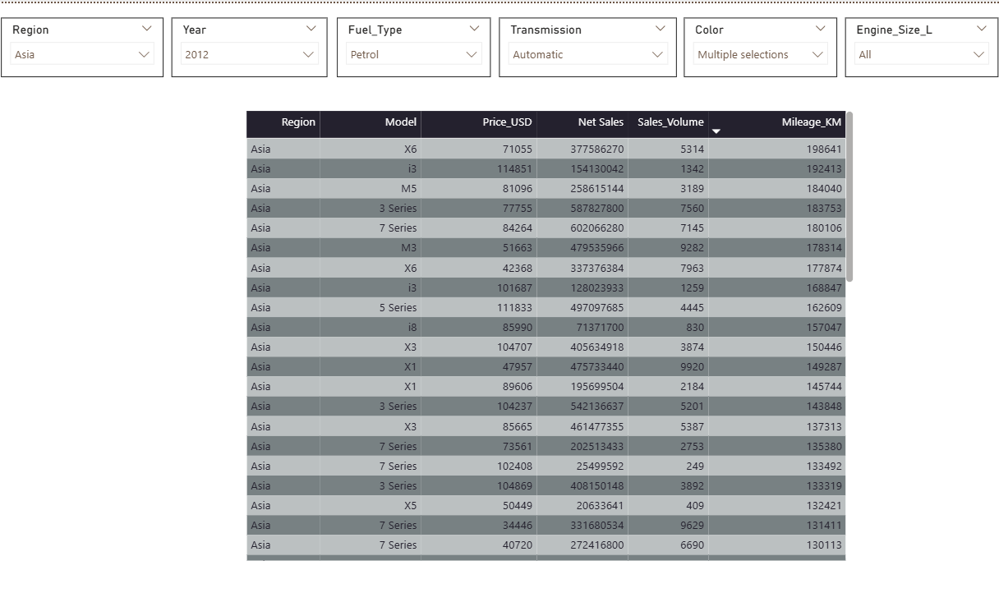 Region Year Fuel_Type Transmission Color Engine_Size_L
Asia 2012 Petrol Automatic Multiple selections All
Region Model Price_USD Net Sales Sales_Volume Mileage_KM
Asia X6 71055 377586270 5314 198641
Asia i3 114851 154130042 1342 192413
Asia M5 81096 258615144 3189 184040
Asia 3 Series 77755 587827800 7560 183753
Asia 7 Series 84264 602066280 7145 180106
Asia M3 51663 479535966 9282 178314
Asia X6 42368 337376384 7963 177874
Asia i3 101687 128023933 1259 168847
Asia 5 Series 111833 497097685 4445 162609
Asia i8 85990 71371700 830 157047
Asia X3 104707 405634918 3874 150446
Asia X1 47957 475733440 9920 149287
Asia X1 89606 195699504 2184 145744
Asia 3 Series 104237 542136637 5201 143848
Asia X3 85665 461477355 5387 137313
Asia 7 Series 73561 202513433 2753 135380
Asia 7 Series 102408 25499592 249 133492
Asia 3 Series 104869 408150148 3892 133319
Asia X5 50449 20633641 409 132421
Asia 7 Series 34446 331680534 9629 131411
Asia 7 Series 40720 272416800 6690 130113